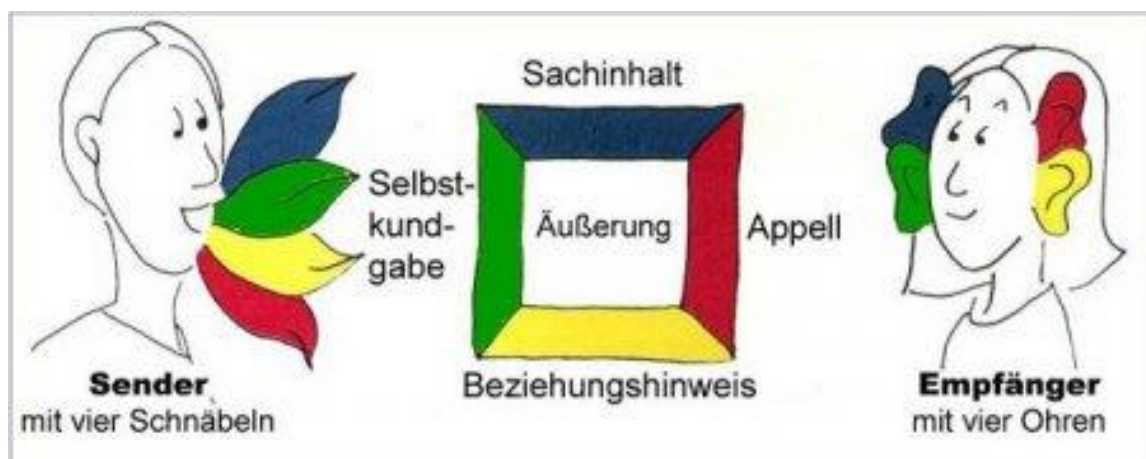 Sachinhalt
Selbst-
kund-
gabe
Äußerung
Appell
Beziehungshinweis
Sender
mit vier Schnäbeln
Empfänger
mit vier Ohren